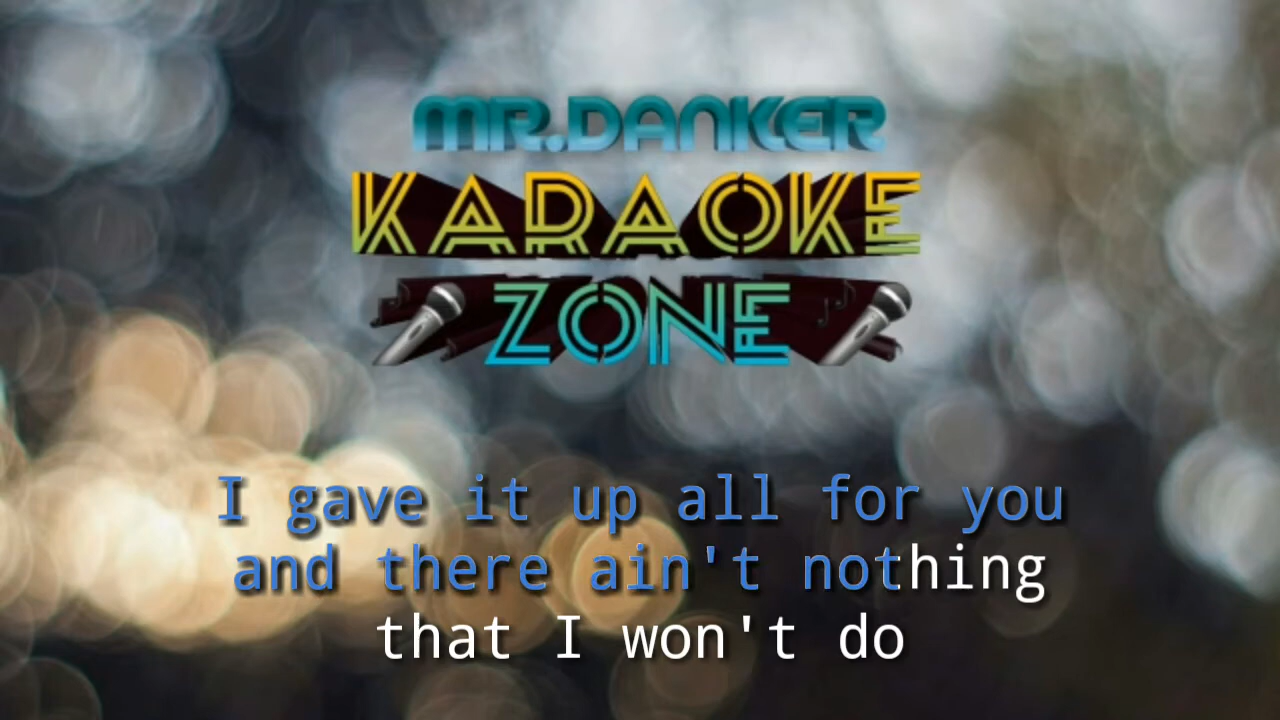 MR.DANKER
KARAOKE
ZONE
I gave it up all for you
and there ain't nothing
that I won't do